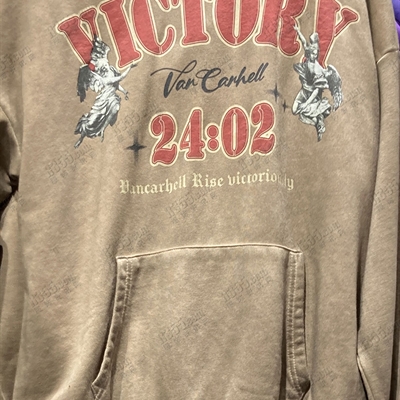 VICTORY
Van Carhell
24:02
Vancarhell Rise victoriously